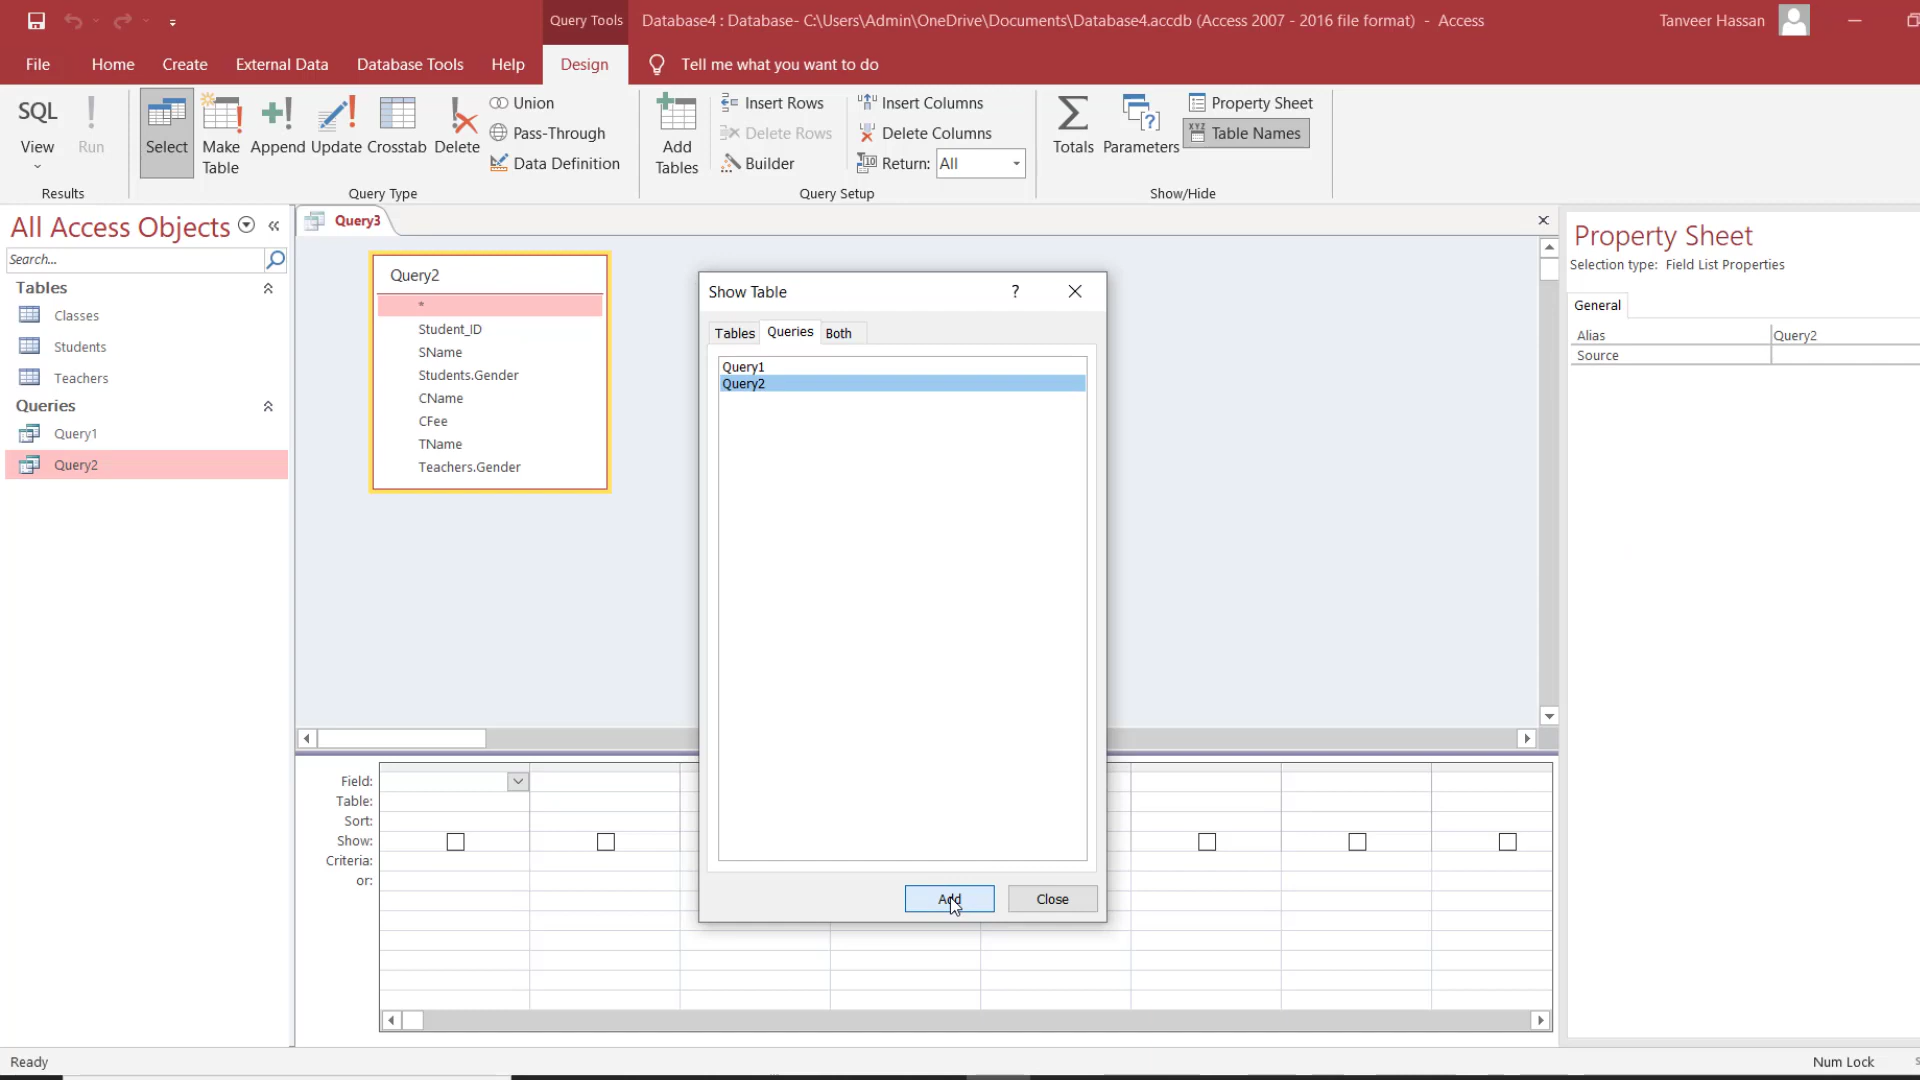 Query Tools
Database4 : Database- C:\Users\Admin\OneDrive\Documents\Database4.accdb (Access 2007 - 2016 file format) - Access
Tanveer Hassan
File Home Create External Data Database Tools Help Design Tell me what you want to do
SQL
View
Run
Results
Select
Make Table
Append
Update
Crosstab
Delete
Union
Pass-Through
Data Definition
Query Type
Add Tables
Insert Rows
Delete Rows
Builder
Insert Columns
Delete Columns
Return: All
Query Setup
Totals
Parameters
Property Sheet
XYZ Table Names
Show/Hide
All Access Objects
Search...
Tables
Classes
Students
Teachers
Queries
Query1
Query2
Query3
Query2
*
Student_ID
SName
Students.Gender
CName
CFee
TName
Teachers.Gender
Show Table ?
Tables Queries Both
Query1
Query2
Add Close
Field:
Table:
Sort:
Show:
Criteria:
or:
Property Sheet
Selection type: Field List Properties
General
Alias Query2
Source
Ready
Num Lock